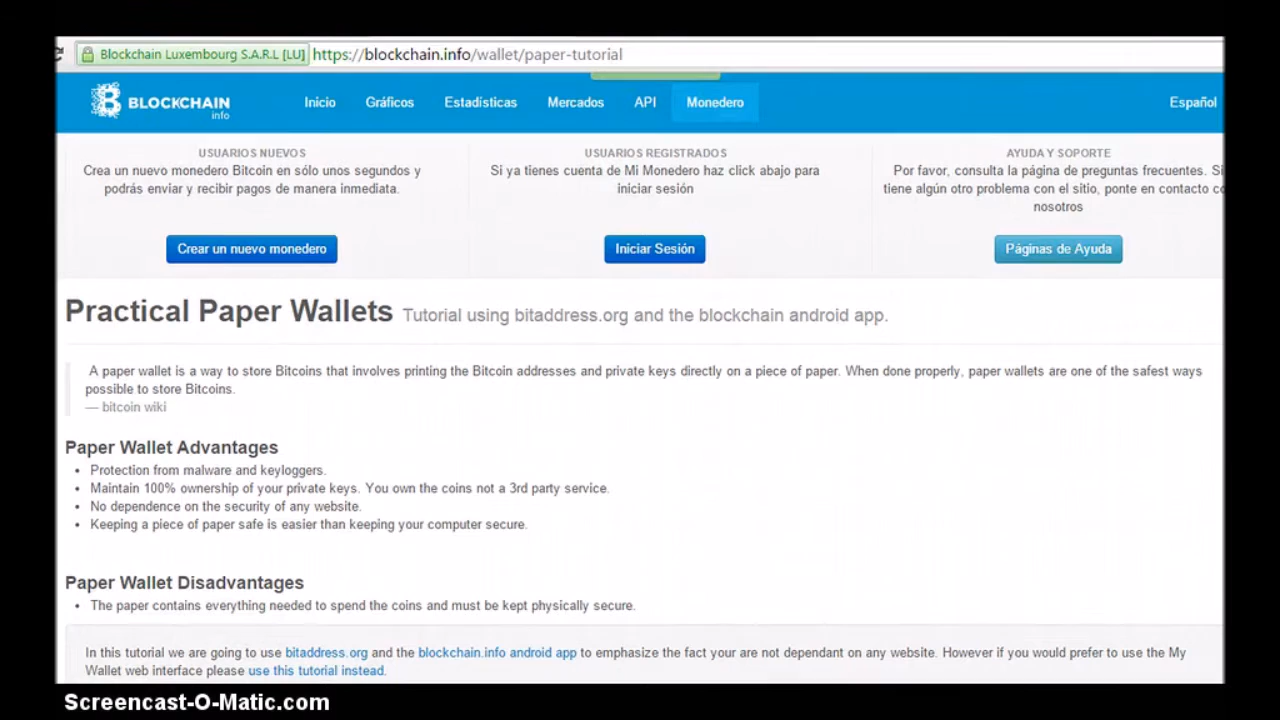 Blockchain Luxembourg S.A.R.L [LU] https://blockchain.info/wallet/paper-tutorial
BLOCKCHAIN info Inicio Gráficos Estadísticas Mercados API Monedero Español
USUARIOS NUEVOS
Crea un nuevo monedero Bitcoin en sólo unos segundos y
podrás enviar y recibir pagos de manera inmediata.
Crear un nuevo monedero
USUARIOS REGISTRADOS
Si ya tienes cuenta de Mi Monedero haz click abajo para
iniciar sesión
Iniciar Sesión
AYUDA Y SOPORTE
Por favor, consulta la página de preguntas frecuentes. Si
tiene algún otro problema con el sitio, ponte en contacto co
nosotros
Páginas de Ayuda
Practical Paper Wallets Tutorial using bitaddress.org and the blockchain android app.
A paper wallet is a way to store Bitcoins that involves printing the Bitcoin addresses and private keys directly on a piece of paper. When done properly, paper wallets are one of the safest ways
possible to store Bitcoins.
— bitcoin wiki
Paper Wallet Advantages
• Protection from malware and keyloggers.
• Maintain 100% ownership of your private keys. You own the coins not a 3rd party service.
• No dependence on the security of any website.
• Keeping a piece of paper safe is easier than keeping your computer secure.
Paper Wallet Disadvantages
• The paper contains everything needed to spend the coins and must be kept physically secure.
In this tutorial we are going to use bitaddress.org and the blockchain.info android app to emphasize the fact your are not dependant on any website. However if you would prefer to use the My
Wallet web interface please use this tutorial instead.
Screencast-O-Matic.com